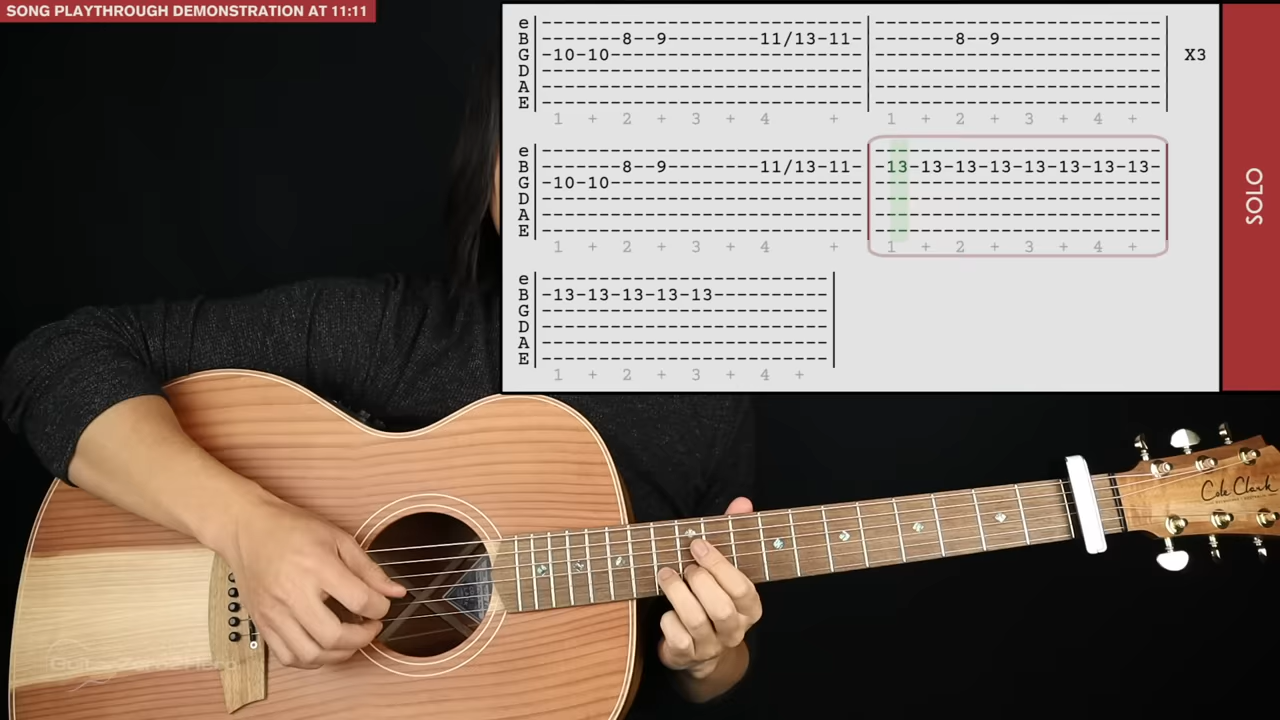 SONG PLAYTHROUGH DEMONSTRATION AT 11:11
e|----------------------------|----------------------------|
B|-------8--9--------11/13-11-|-------8--9-----------------|
G|-10-10----------------------|----------------------------| X3
D|----------------------------|----------------------------|
A|----------------------------|----------------------------|
E|----------------------------|----------------------------|
1 + 2 + 3 + 4 + 1 + 2 + 3 + 4 +
e|----------------------------|-------------------------|
B|-------8--9--------11/13-11-|-13-13-13-13-13-13-13-13-|
G|-10-10----------------------|-------------------------|
D|----------------------------|-------------------------|
A|----------------------------|-------------------------|
E|----------------------------|-------------------------|
1 + 2 + 3 + 4 + 1 + 2 + 3 + 4 +
e|-------------------------|
B|-13-13-13-13-13----------|
G|-------------------------|
D|-------------------------|
A|-------------------------|
E|-------------------------|
1 + 2 + 3 + 4 +
SOLO
Cole Clark
GuitarZero2Hero